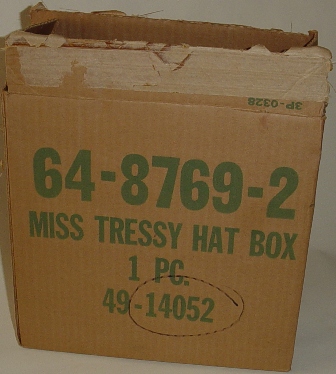 3P-0328
64-8769-2
MISS TRESSY HAT BOX
1 PC.
49-14052